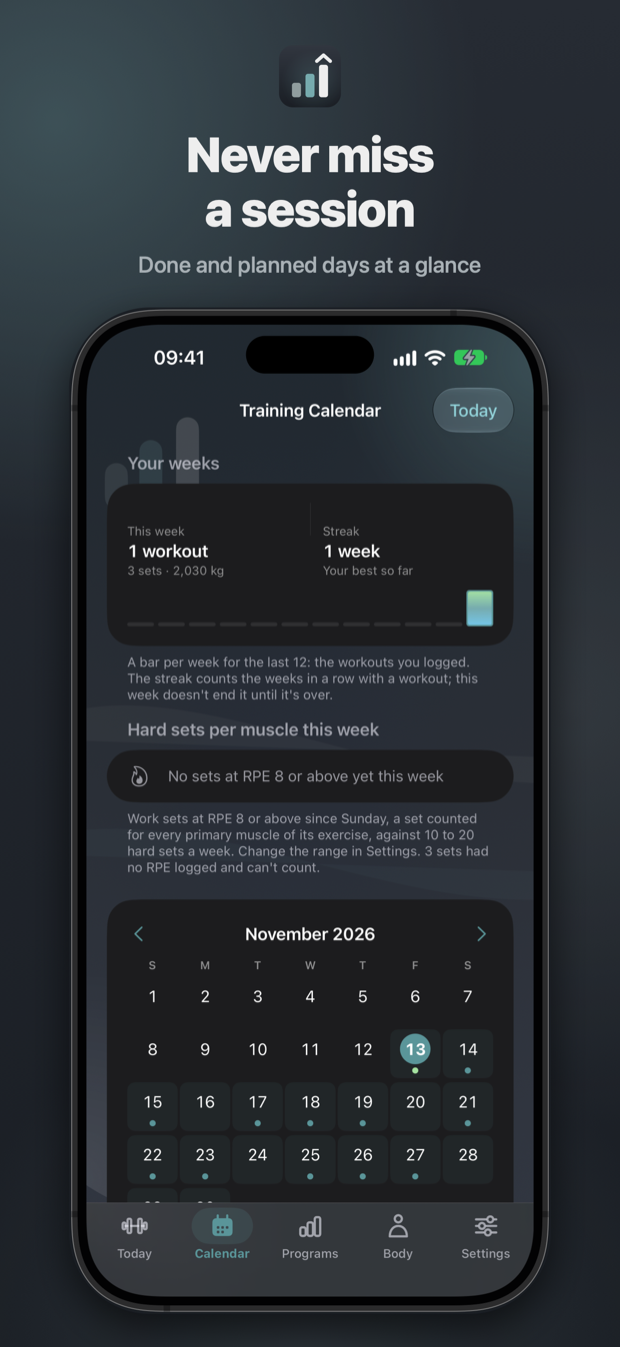 Never miss
a session
Done and planned days at a glance
09:41
Training Calendar
Today
Your weeks
This week
1 workout
3 sets · 2,030 kg
Streak
1 week
Your best so far
A bar per week for the last 12: the workouts you logged.
The streak counts the weeks in a row with a workout; this
week doesn't end it until it's over.
Hard sets per muscle this week
No sets at RPE 8 or above yet this week
Work sets at RPE 8 or above since Sunday, a set counted
for every primary muscle of its exercise, against 10 to 20
hard sets a week. Change the range in Settings. 3 sets had
no RPE logged and can't count.
November 2026
S M T W T F S
1 2 3 4 5 6 7
8 9 10 11 12 13 14
15 16 17 18 19 20 21
22 23 24 25 26 27 28
Today
Calendar
Programs
Body
Settings